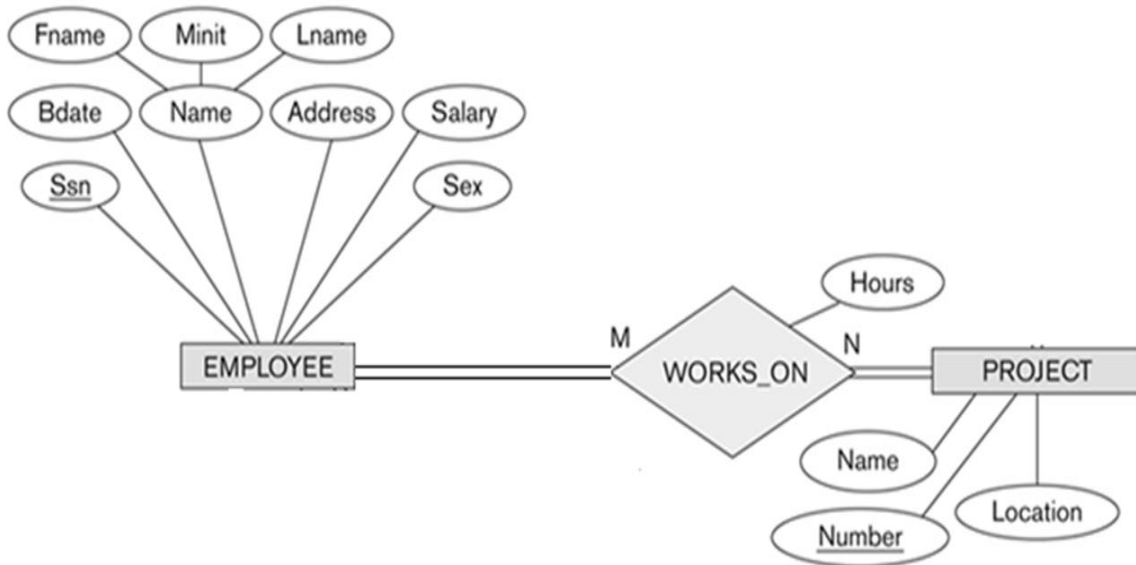 Fname Minit Lname
Bdate Name Address Salary
Ssn Sex
Hours
M N
EMPLOYEE WORKS_ON PROJECT
Name
Location
Number